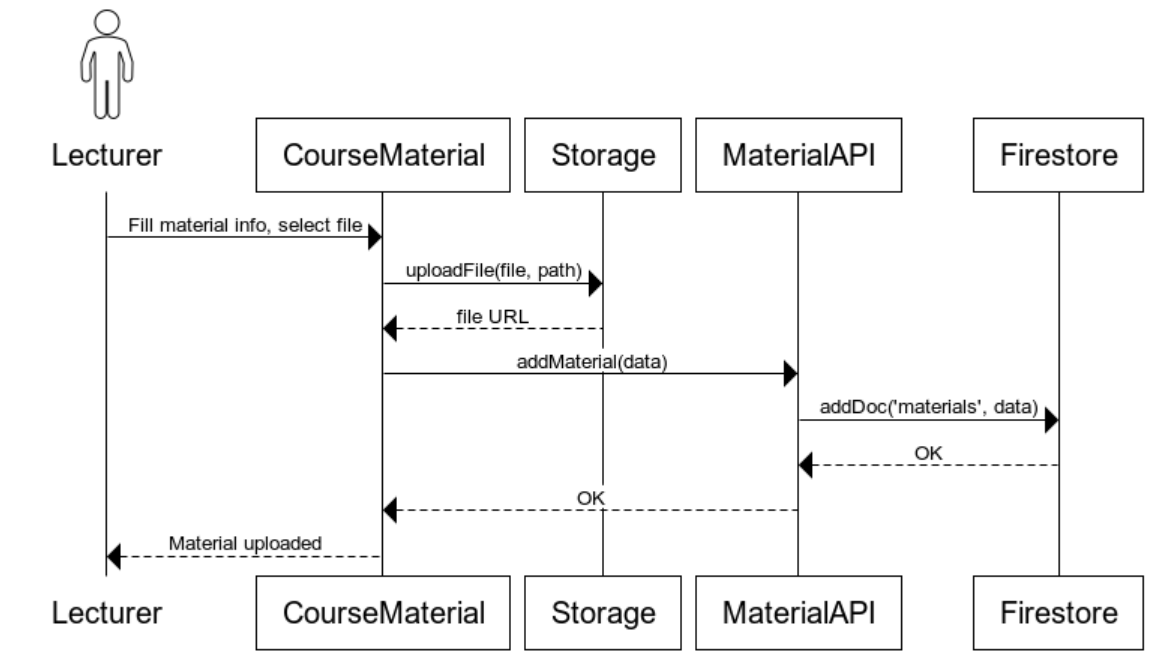 Lecturer
CourseMaterial
Storage
MaterialAPI
Firestore
Fill material info, select file
uploadFile(file, path)
file URL
addMaterial(data)
addDoc('materials', data)
OK
OK
Material uploaded
Lecturer
CourseMaterial
Storage
MaterialAPI
Firestore